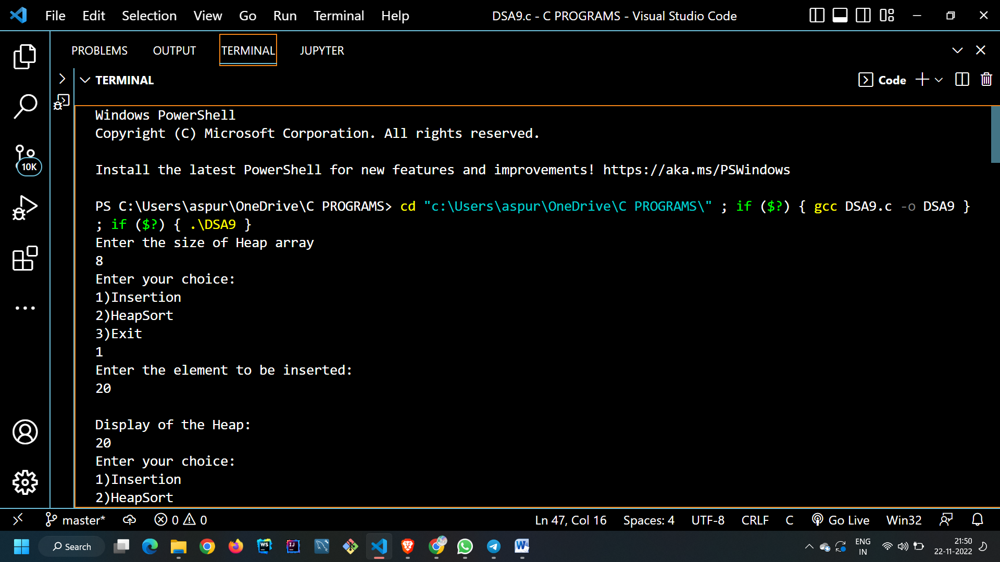 File Edit Selection View Go Run Terminal Help DSA9.c - C PROGRAMS - Visual Studio Code
PROBLEMS OUTPUT TERMINAL JUPYTER
TERMINAL Code
Windows PowerShell
Copyright (C) Microsoft Corporation. All rights reserved.
Install the latest PowerShell for new features and improvements! https://aka.ms/PSWindows
PS C:\Users\aspur\OneDrive\C PROGRAMS> cd "c:\Users\aspur\OneDrive\C PROGRAMS\" ; if ($?) { gcc DSA9.c -o DSA9 }
; if ($?) { .\DSA9 }
Enter the size of Heap array
8
Enter your choice:
1)Insertion
2)HeapSort
3)Exit
1
Enter the element to be inserted:
20
Display of the Heap:
20
Enter your choice:
1)Insertion
2)HeapSort
10K
master* 0 0 Ln 47, Col 16 Spaces: 4 UTF-8 CRLF C Go Live Win32
Search WS IJ W ENG 21:50
IN 22-11-2022